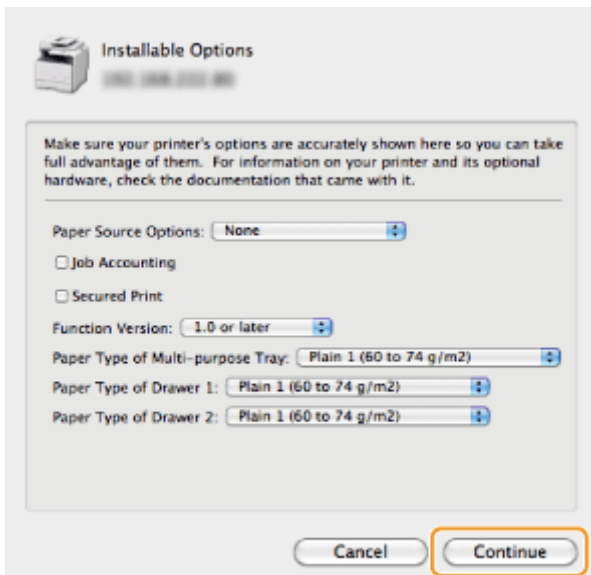 Installable Options
Make sure your printer's options are accurately shown here so you can take
full advantage of them. For information on your printer and its optional
hardware, check the documentation that came with it.
Paper Source Options: None
Job Accounting
Secured Print
Function Version: 1.0 or later
Paper Type of Multi-purpose Tray: Plain 1 (60 to 74 g/m2)
Paper Type of Drawer 1: Plain 1 (60 to 74 g/m2)
Paper Type of Drawer 2: Plain 1 (60 to 74 g/m2)
Cancel Continue